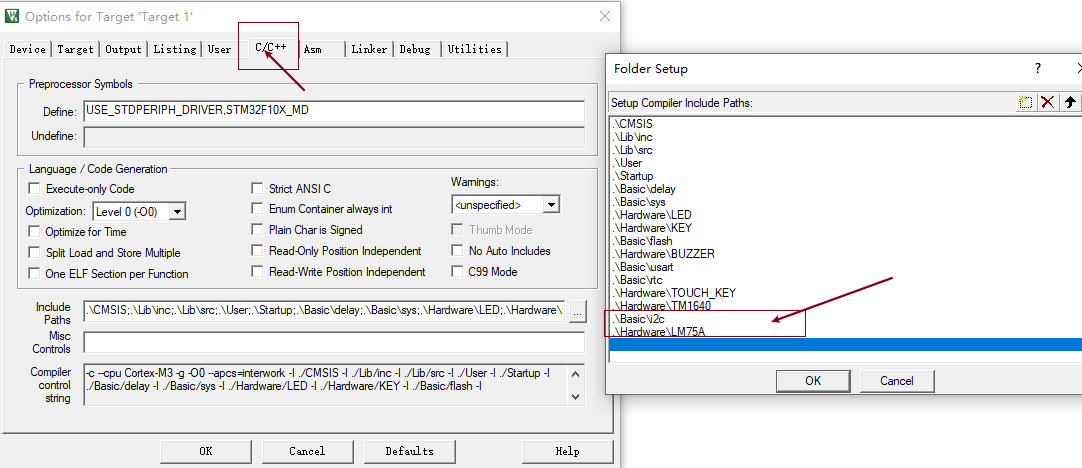 Options for Target 'Target 1'
Device Target Output Listing User C/C++ Asm Linker Debug Utilities
Preprocessor Symbols
Define: USE_STDPERIPH_DRIVER,STM32F10X_MD
Undefine:
Language / Code Generation
Execute-only Code
Strict ANSI C
Warnings:
Optimization: Level 0 (-O0)
Enum Container always int
<unspecified>
Optimize for Time
Plain Char is Signed
Thumb Mode
Split Load and Store Multiple
Read-Only Position Independent
No Auto Includes
One ELF Section per Function
Read-Write Position Independent
C99 Mode
Include
Paths
.\CMSIS;.\Lib\inc;.\Lib\src;.\User;.\Startup;.\Basic\delay;.\Basic\sys;.\Hardware\LED;.\Hardware\
...
Misc
Controls
Compiler
control
string
-c --cpu Cortex-M3 -g -O0 --apcs=interwork -I ./CMSIS -I ./Lib/inc -I ./Lib/src -I ./User -I ./Startup -I
./Basic/delay -I ./Basic/sys -I ./Hardware/LED -I ./Hardware/KEY -I ./Basic/flash -I
OK Cancel Defaults Help
Folder Setup
?
Setup Compiler Include Paths:
.\CMSIS
.\Lib\inc
.\Lib\src
.\User
.\Startup
.\Basic\delay
.\Basic\sys
.\Hardware\LED
.\Hardware\KEY
.\Basic\flash
.\Hardware\BUZZER
.\Basic\usart
.\Basic\rtc
.\Hardware\TOUCH_KEY
.\Hardware\TM1640
.\Basic\i2c
.\Hardware\LM75A
OK Cancel